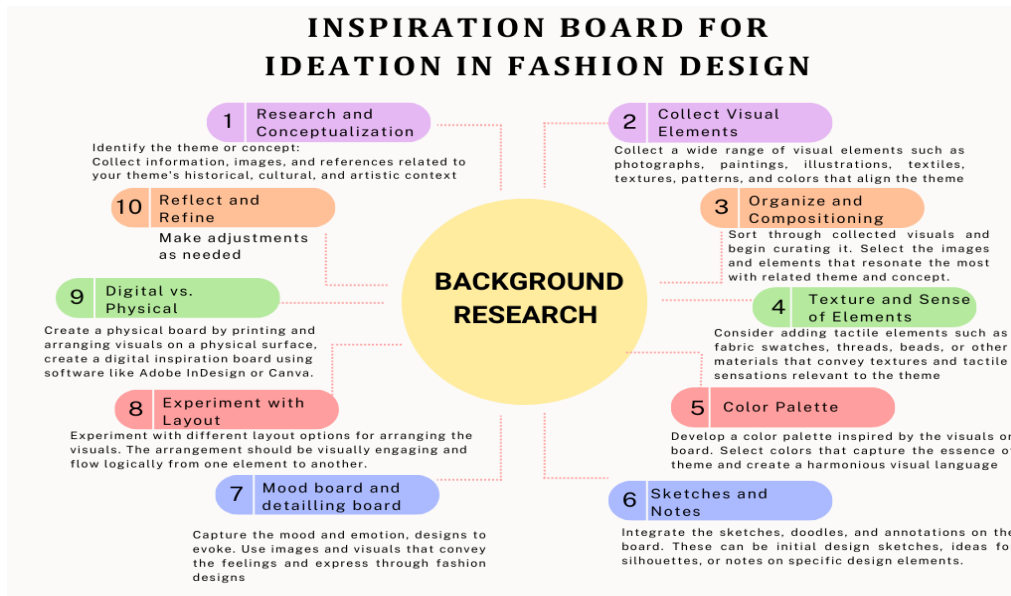 INSPIRATION BOARD FOR
IDEATION IN FASHION DESIGN
1
Research and
Conceptualization
Identify the theme or concept:
Collect information, images, and references related to
your theme's historical, cultural, and artistic context
2
Collect Visual
Elements
Collect a wide range of visual elements such as
photographs, paintings, illustrations, textiles,
textures, patterns, and colors that align the theme
10
Reflect and
Refine
Make adjustments
as needed
3
Organize and
Compositioning
Sort through collected visuals and
begin curating it. Select the images
and elements that resonate the most
with related theme and concept.
BACKGROUND
RESEARCH
9
Digital vs.
Physical
Create a physical board by printing and
arranging visuals on a physical surface,
create a digital inspiration board using
software like Adobe InDesign or Canva.
4
Texture and Sense
of Elements
Consider adding tactile elements such as
fabric swatches, threads, beads, or other
materials that convey textures and tactile
sensations relevant to the theme
8
Experiment with
Layout
Experiment with different layout options for arranging the
visuals. The arrangement should be visually engaging and
flow logically from one element to another.
5
Color Palette
Develop a color palette inspired by the visuals
board. Select colors that capture the essence
theme and create a harmonious visual language
7
Mood board and
detailling board
Capture the mood and emotion, designs to
evoke. Use images and visuals that convey
the feelings and express through fashion
designs
6
Sketches and
Notes
Integrate the sketches, doodles, and annotations on
board. These can be initial design sketches, ideas
silhouettes, or notes on specific design elements.